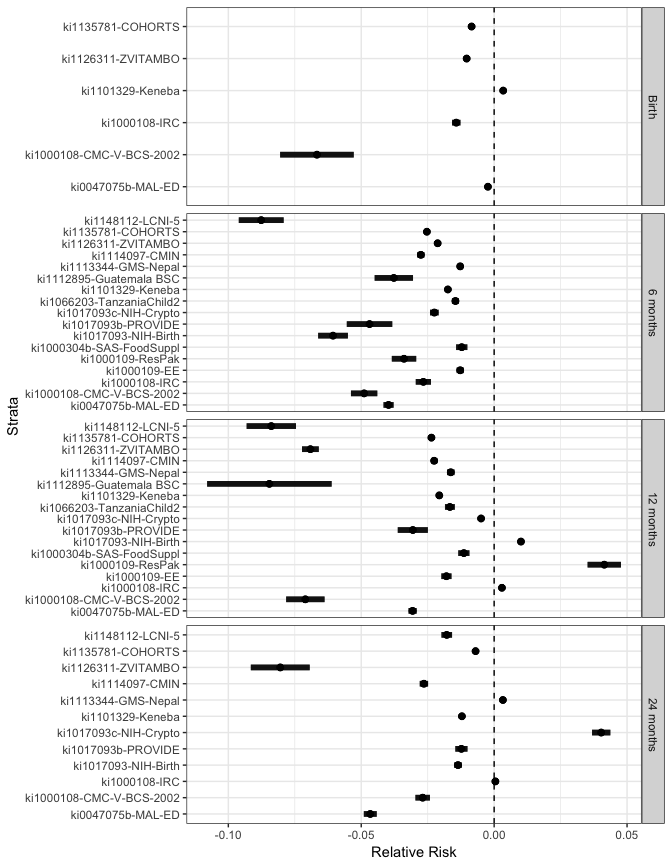 ki1135781-COHORTS
ki1126311-ZVITAMBO
ki1101329-Keneba
ki1000108-IRC
ki1000108-CMC-V-BCS-2002
ki0047075b-MAL-ED
Birth
ki1148112-LCNI-5
ki1135781-COHORTS
ki1126311-ZVITAMBO
ki1114097-CMIN
ki1113344-GMS-Nepal
ki1112895-Guatemala BSC
ki1101329-Keneba
ki1066203-TanzaniaChild2
ki1017093c-NIH-Crypto
ki1017093b-PROVIDE
ki1017093-NIH-Birth
ki1000304b-SAS-FoodSuppl
ki1000109-ResPak
ki1000109-EE
ki1000108-IRC
ki1000108-CMC-V-BCS-2002
ki0047075b-MAL-ED
6 months
Strata
ki1148112-LCNI-5
ki1135781-COHORTS
ki1126311-ZVITAMBO
ki1114097-CMIN
ki1113344-GMS-Nepal
ki1112895-Guatemala BSC
ki1101329-Keneba
ki1066203-TanzaniaChild2
ki1017093c-NIH-Crypto
ki1017093b-PROVIDE
ki1017093-NIH-Birth
ki1000304b-SAS-FoodSuppl
ki1000109-ResPak
ki1000109-EE
ki1000108-IRC
ki1000108-CMC-V-BCS-2002
ki0047075b-MAL-ED
12 months
ki1148112-LCNI-5
ki1135781-COHORTS
ki1126311-ZVITAMBO
ki1114097-CMIN
ki1113344-GMS-Nepal
ki1101329-Keneba
ki1017093c-NIH-Crypto
ki1017093b-PROVIDE
ki1017093-NIH-Birth
ki1000108-IRC
ki1000108-CMC-V-BCS-2002
ki0047075b-MAL-ED
24 months
-0.10 -0.05 0.00 0.05
Relative Risk